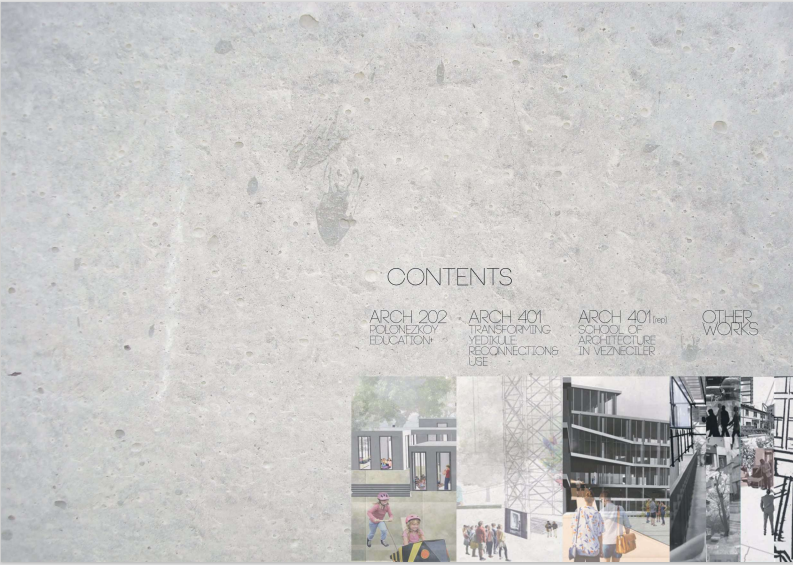 CONTENTS
ARCH 202
POLONEZKOY
EDUCATION+
ARCH 401
TRANSFORMING
YEDIKULE
RECONNECTION&
USE
ARCH 401 (rep)
SCHOOL OF
ARCHITECTURE
IN VEZNECILER
OTHER
WORKS